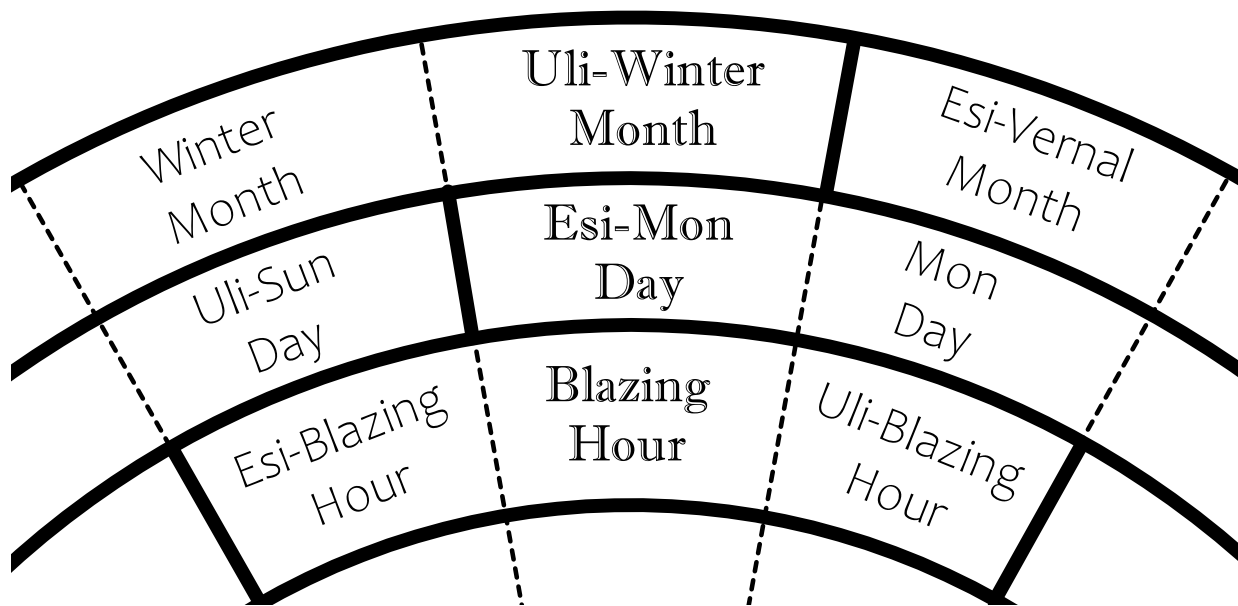 Winter
Month
Uli-Winter
Month
Esi-Vernal
Month
Uli-Sun
Day
Esi-Mon
Day
Mon
Day
Esi-Blazing
Hour
Blazing
Hour
Uli-Blazing
Hour